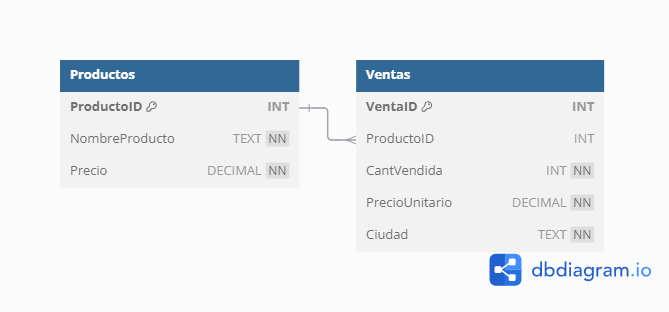 Productos
ProductoID INT
NombreProducto TEXT NN
Precio DECIMAL NN
Ventas
VentaID INT
ProductoID INT
CantVendida INT NN
PrecioUnitario DECIMAL NN
Ciudad TEXT NN
dbdiagram.io